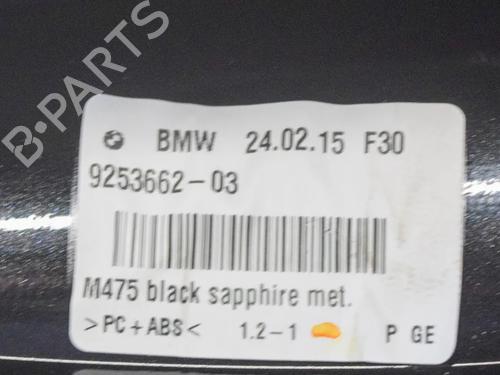 B-PARTS
BMW 24.02.15 F30
9253662-03
M475 black sapphire met.
>PC+ABS< 1.2-1 P GE